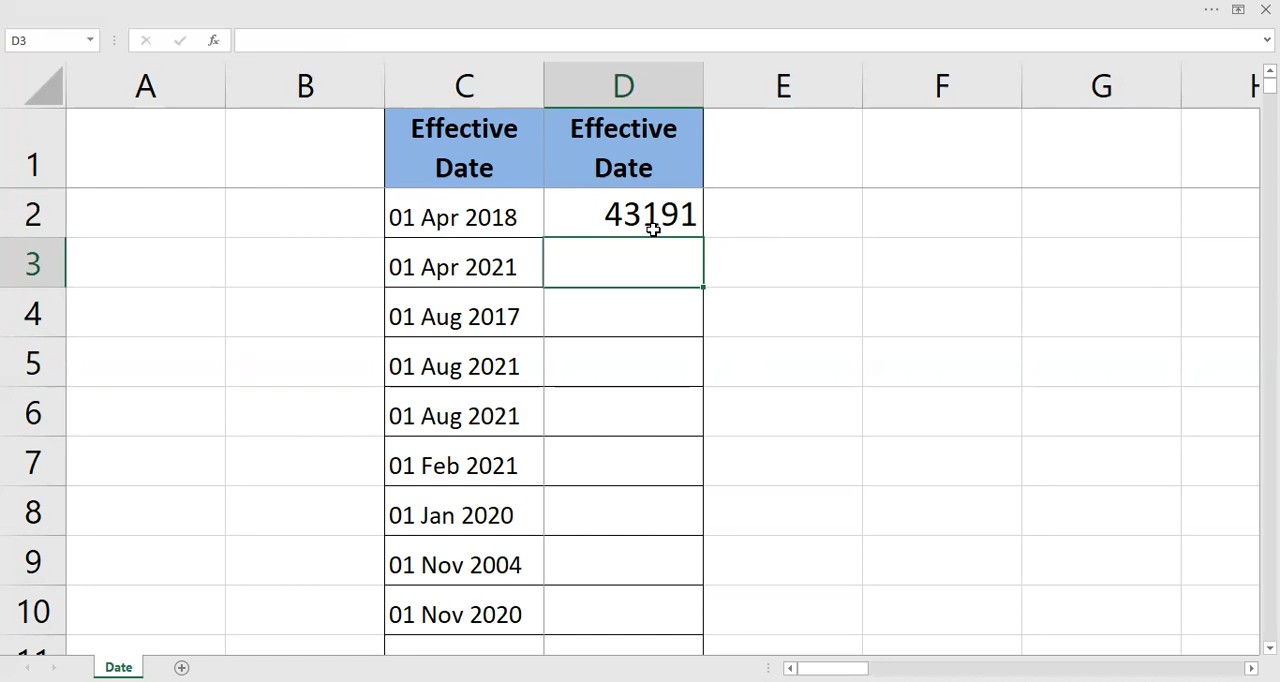 D3
fx
A B C D E F G
1 Effective Effective
Date Date
2 01 Apr 2018 43191
3 01 Apr 2021
4 01 Aug 2017
5 01 Aug 2021
6 01 Aug 2021
7 01 Feb 2021
8 01 Jan 2020
9 01 Nov 2004
10 01 Nov 2020
Date